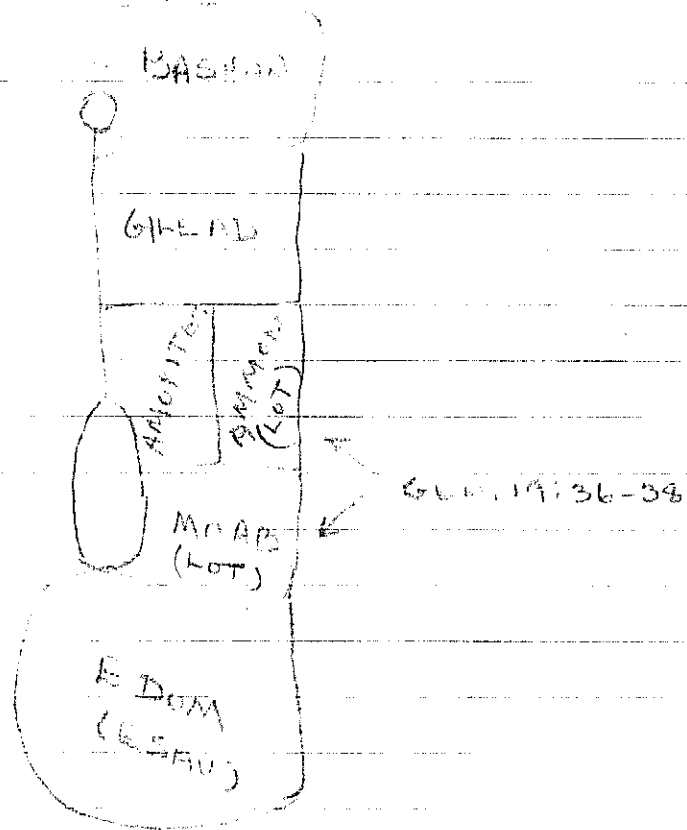 BASHAN
GILEAD
AMORITES
AMMON
(LOT)
GEN. 19:36-38
MOAB
(LOT)
EDOM
(ESAU)